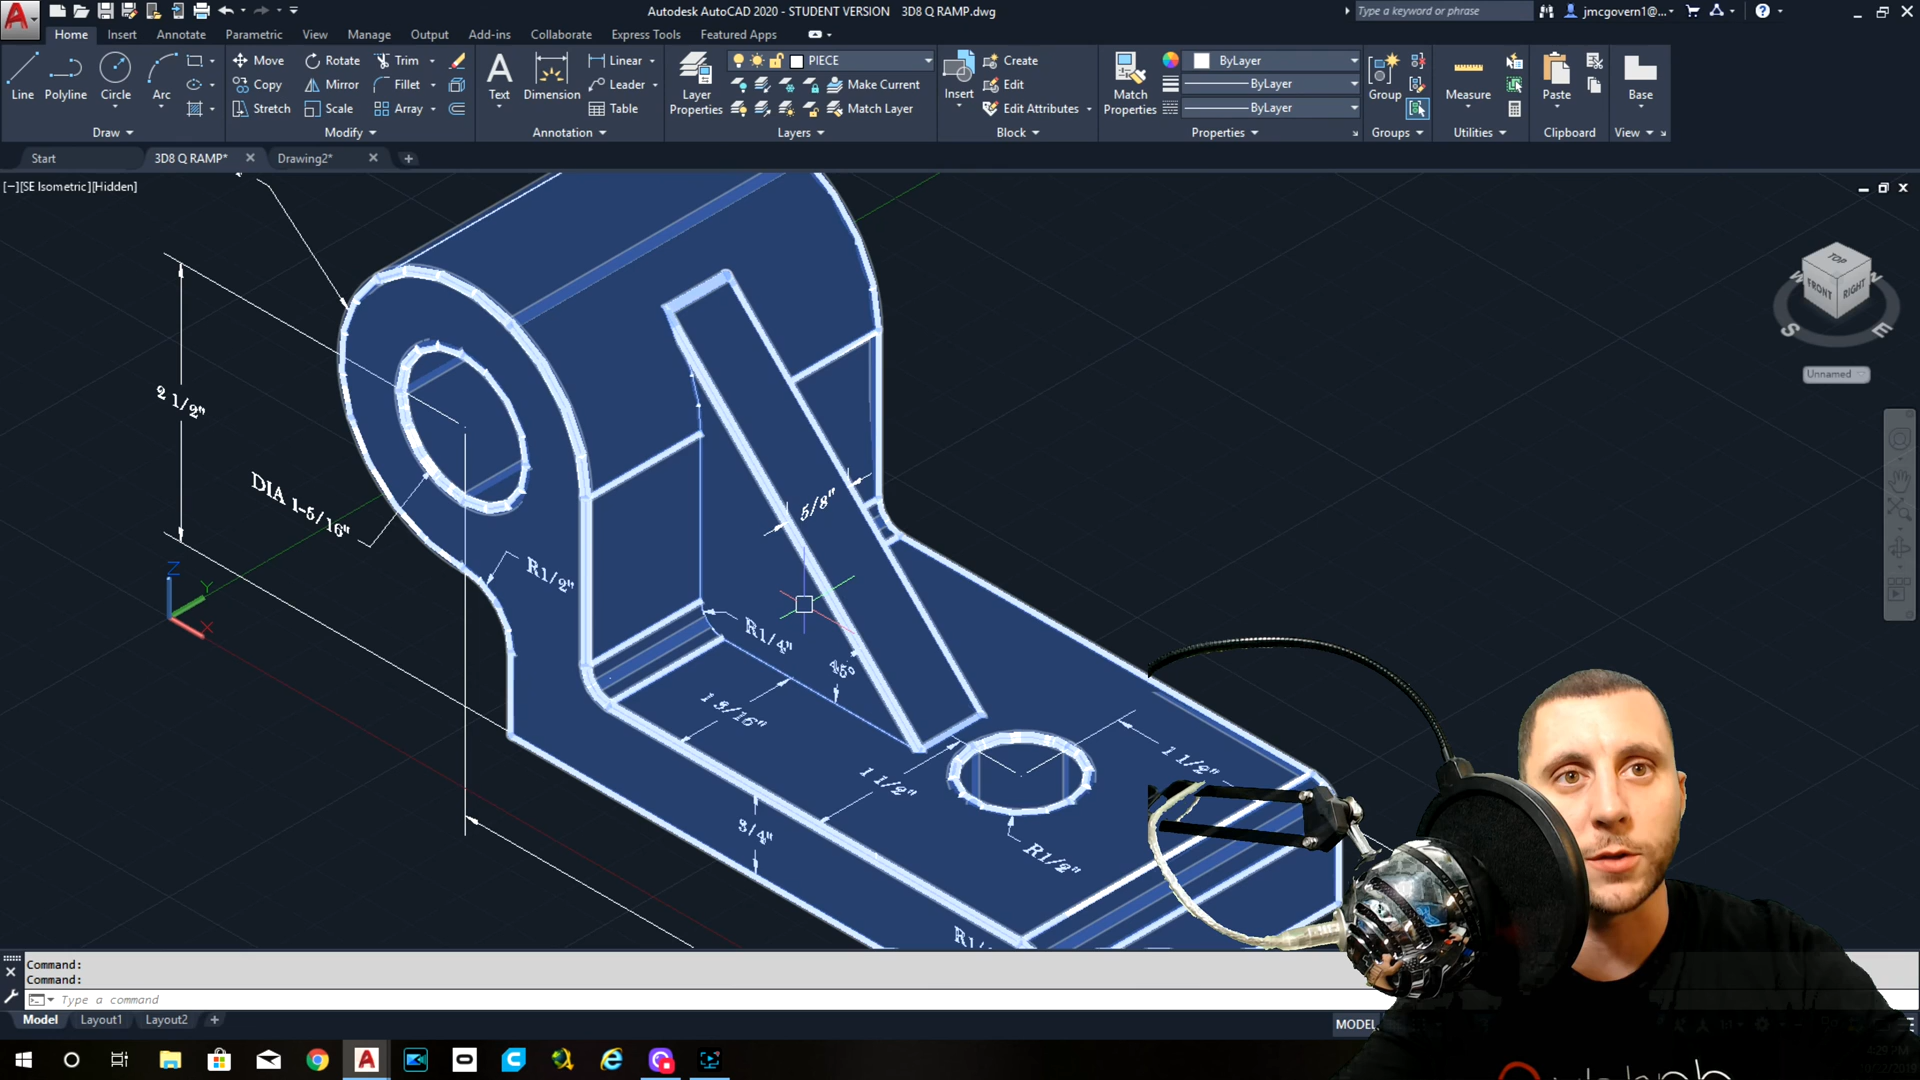 Autodesk AutoCAD 2020 - STUDENT VERSION 3D8 Q RAMP.dwg
Type a keyword or phrase
jmcgovern1@...
Home Insert Annotate Parametric View Manage Output Add-ins Collaborate Express Tools Featured Apps
Line Polyline Circle Arc
Move Rotate Trim
Copy Mirror Fillet
Stretch Scale Array
Text Dimension
Linear
Leader
Table
Layer Properties
PIECE
Make Current
Match Layer
Insert
Create
Edit
Edit Attributes
Match Properties
ByLayer
ByLayer
ByLayer
Group Measure Paste Base
Draw Modify Annotation Layers Block Properties Groups Utilities Clipboard View
Start 3D8 Q RAMP* Drawing2*
[−][SE Isometric][Hidden]
TOP
FRONT
RIGHT
W N
S E
Unnamed
2 1/2"
DIA 1-5/16"
R1/2"
5/8"
R1/4"
45°
1 3/16"
1 1/2"
1 1/2"
3/4"
R1/2"
Z
Y
X
Command:
Command:
Type a command
Model Layout1 Layout2
MODEL
4:29 PM
10/22/2019